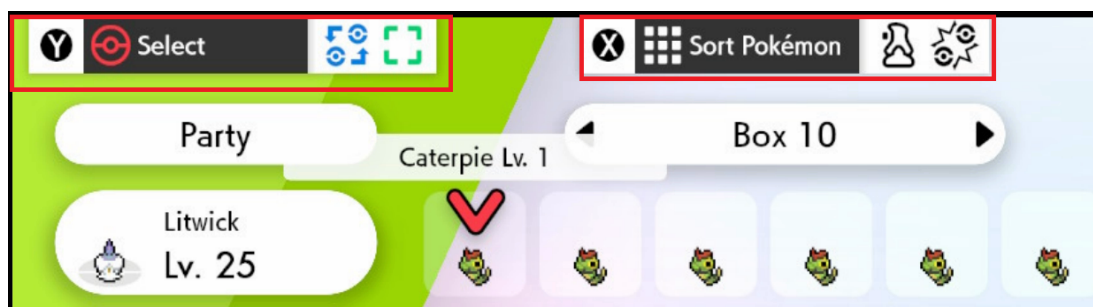 Y Select
X Sort Pokémon
Party
Box 10
Caterpie Lv. 1
Litwick
Lv. 25